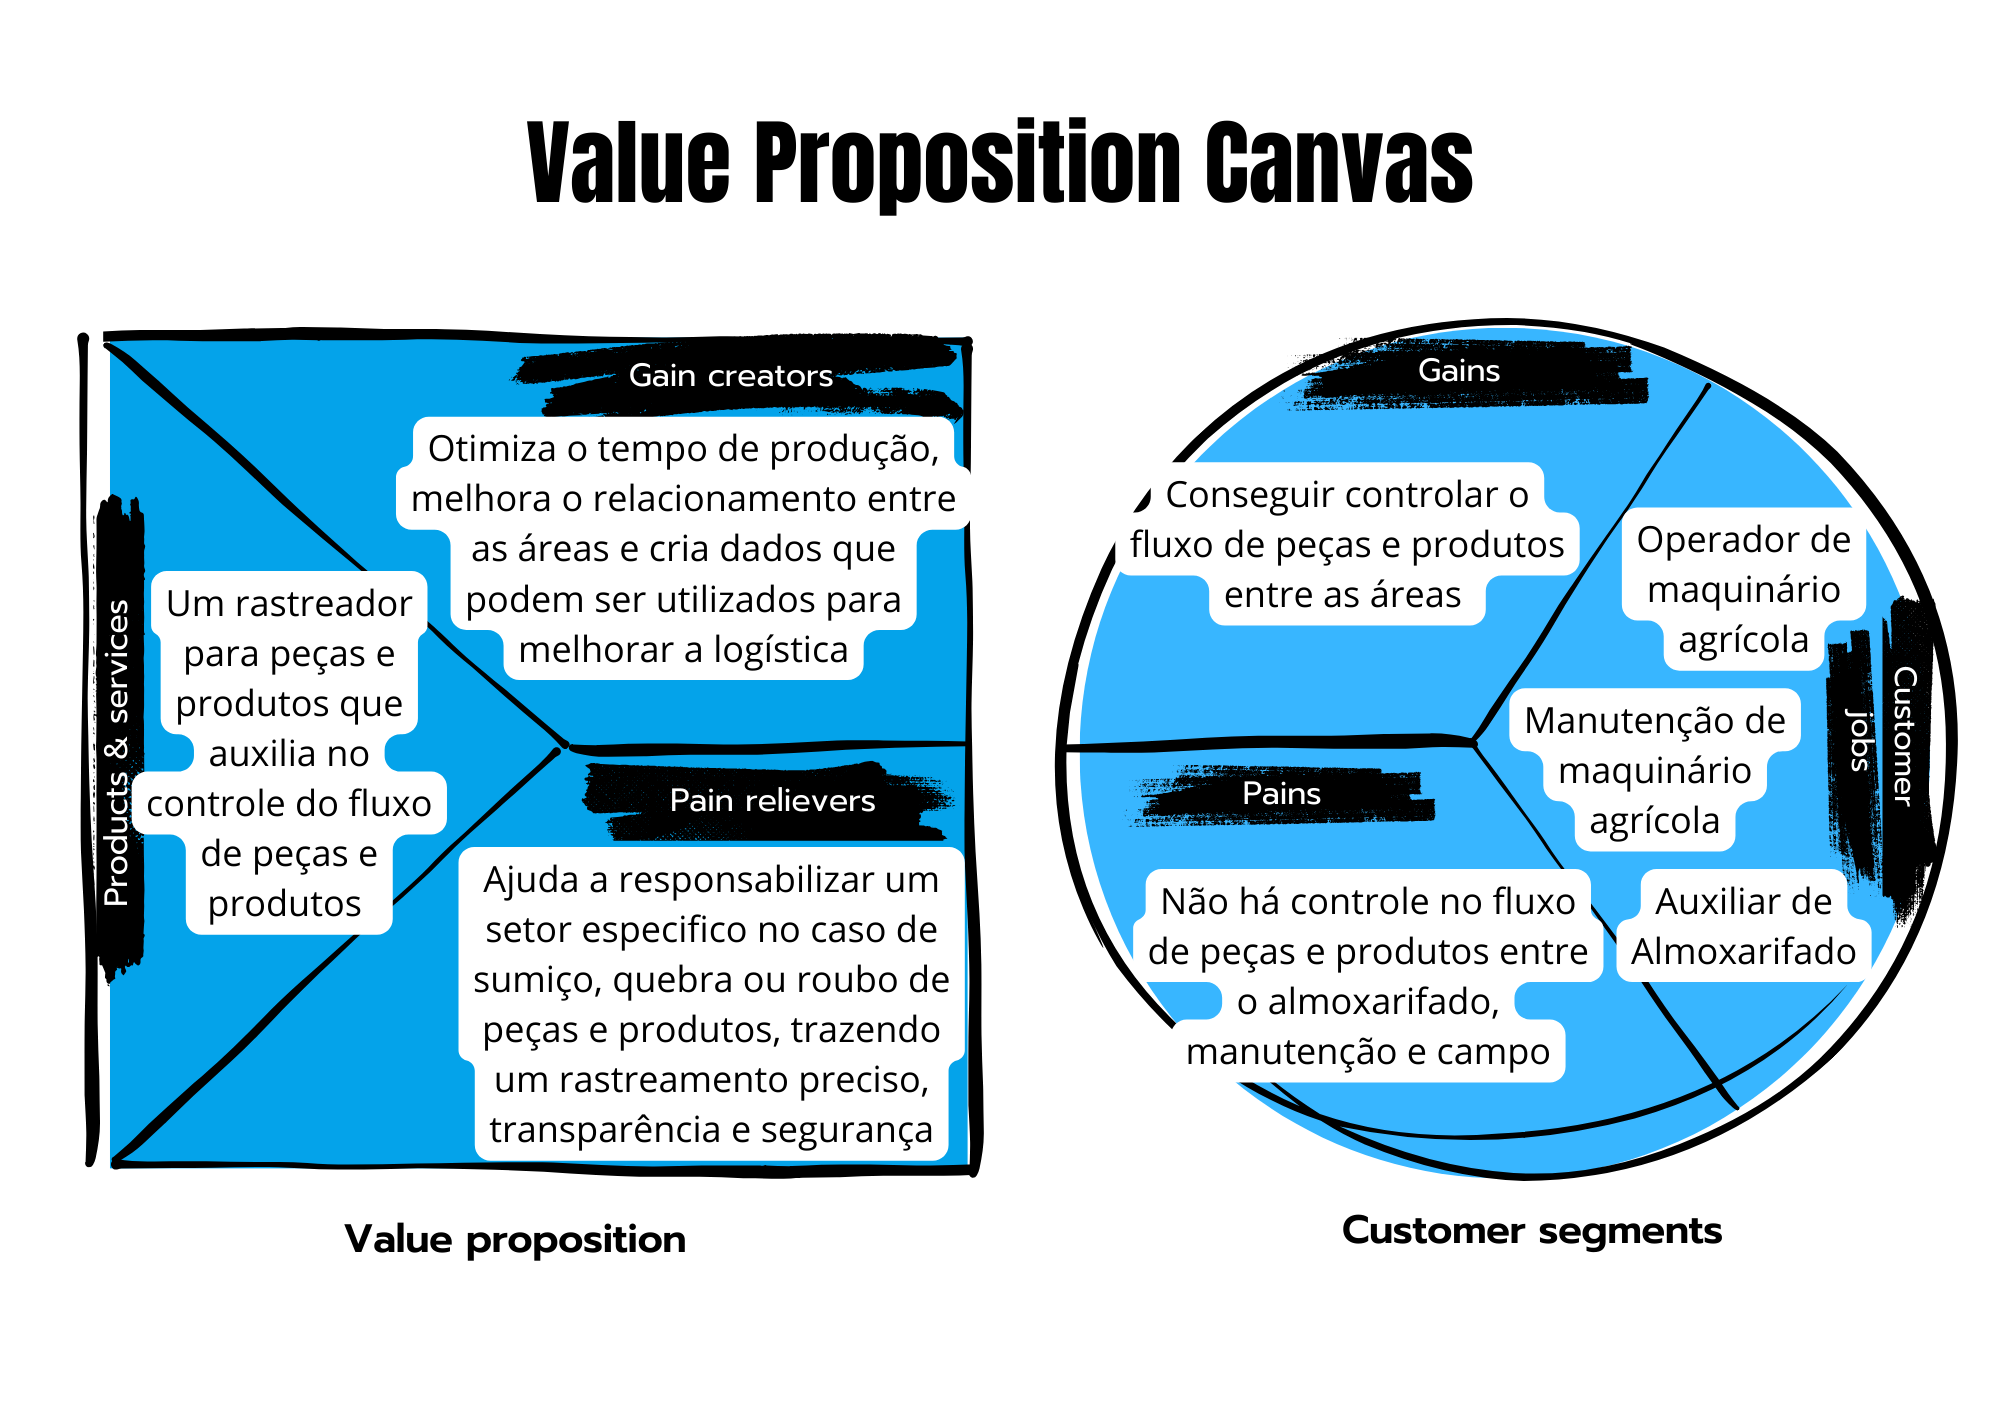 Value Proposition Canvas
Gain creators
Otimiza o tempo de produção,
melhora o relacionamento entre
as áreas e cria dados que
podem ser utilizados para
melhorar a logística
Products & services
Um rastreador
para peças e
produtos que
auxilia no
controle do fluxo
de peças e
produtos
Pain relievers
Ajuda a responsabilizar um
setor especifico no caso de
sumiço, quebra ou roubo de
peças e produtos, trazendo
um rastreamento preciso,
transparência e segurança
Value proposition
Gains
Conseguir controlar o
fluxo de peças e produtos
entre as áreas
Customer
jobs
Operador de
maquinário
agrícola
Manutenção de
maquinário
agrícola
Auxiliar de
Almoxarifado
Pains
Não há controle no fluxo
de peças e produtos entre
o almoxarifado,
manutenção e campo
Customer segments